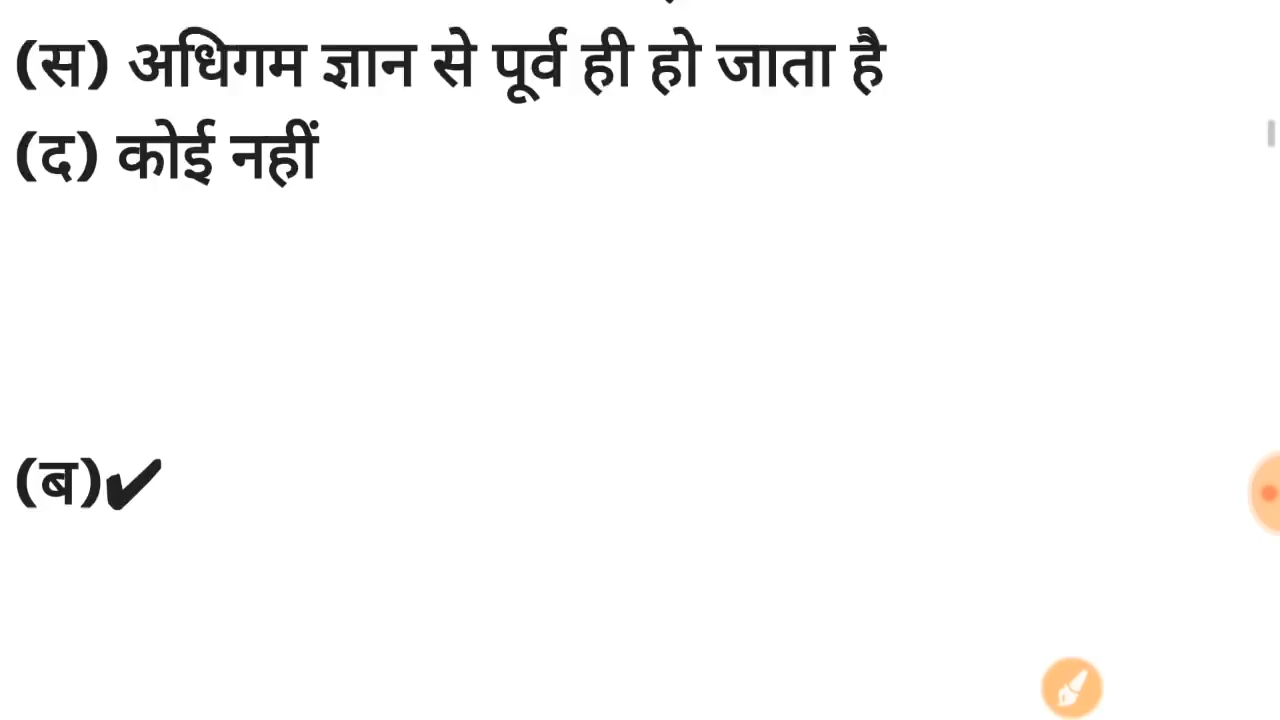 (स) अधिगम ज्ञान से पूर्व ही हो जाता है
(द) कोई नहीं
(ब)✔